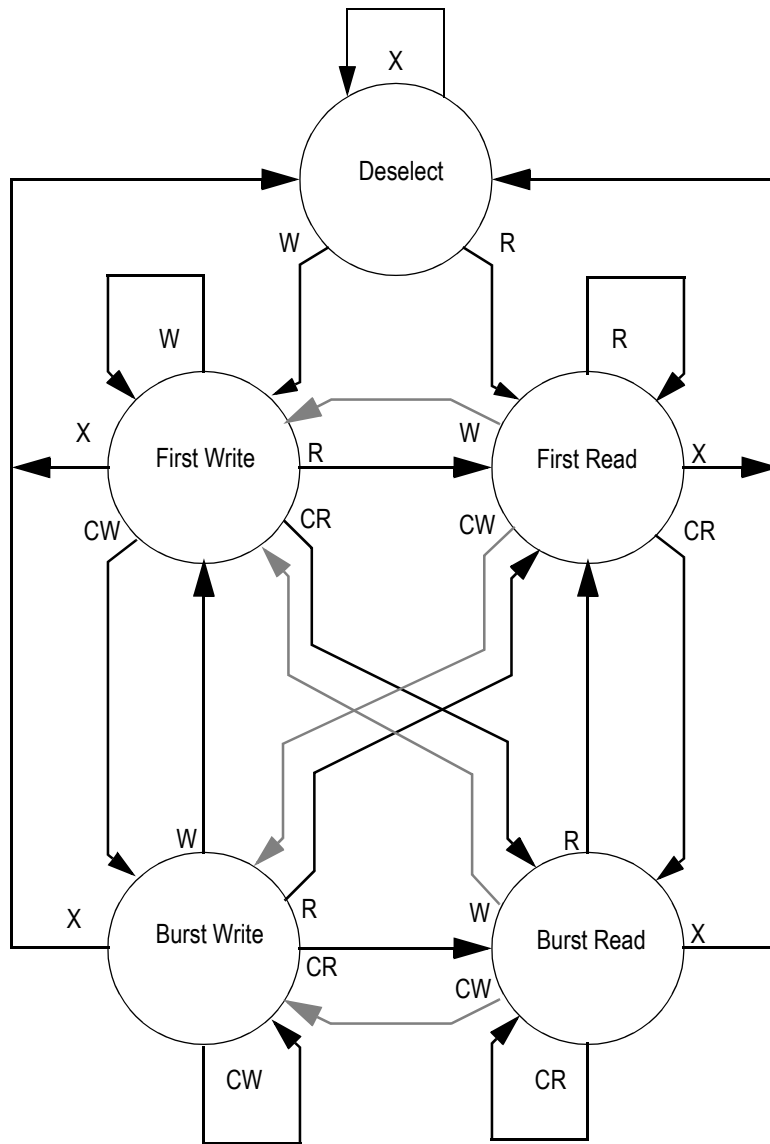 X
Deselect
W
R
W
R
X
W
First Write
R
First Read
X
CW
CR
CW
CR
W
R
X
R
W
X
Burst Write
Burst Read
CR
CW
CW
CR